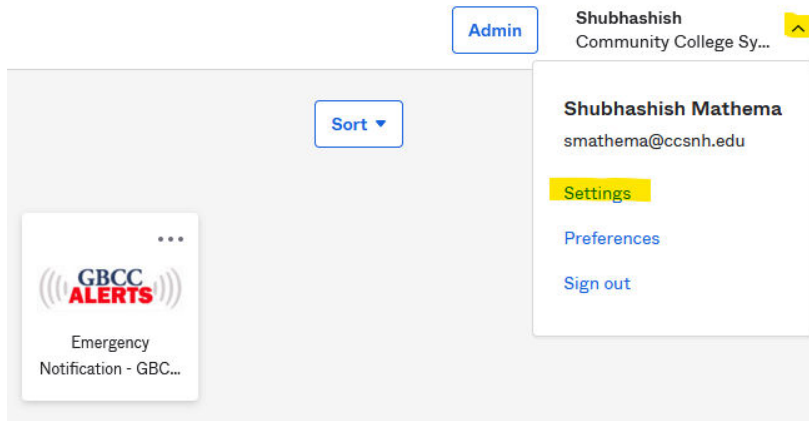 Admin
Shubhashish
Community College Sy...
Sort
Shubhashish Mathema
smathema@ccsnh.edu
Settings
Preferences
Sign out
GBCC
ALERTS
Emergency
Notification - GBC...